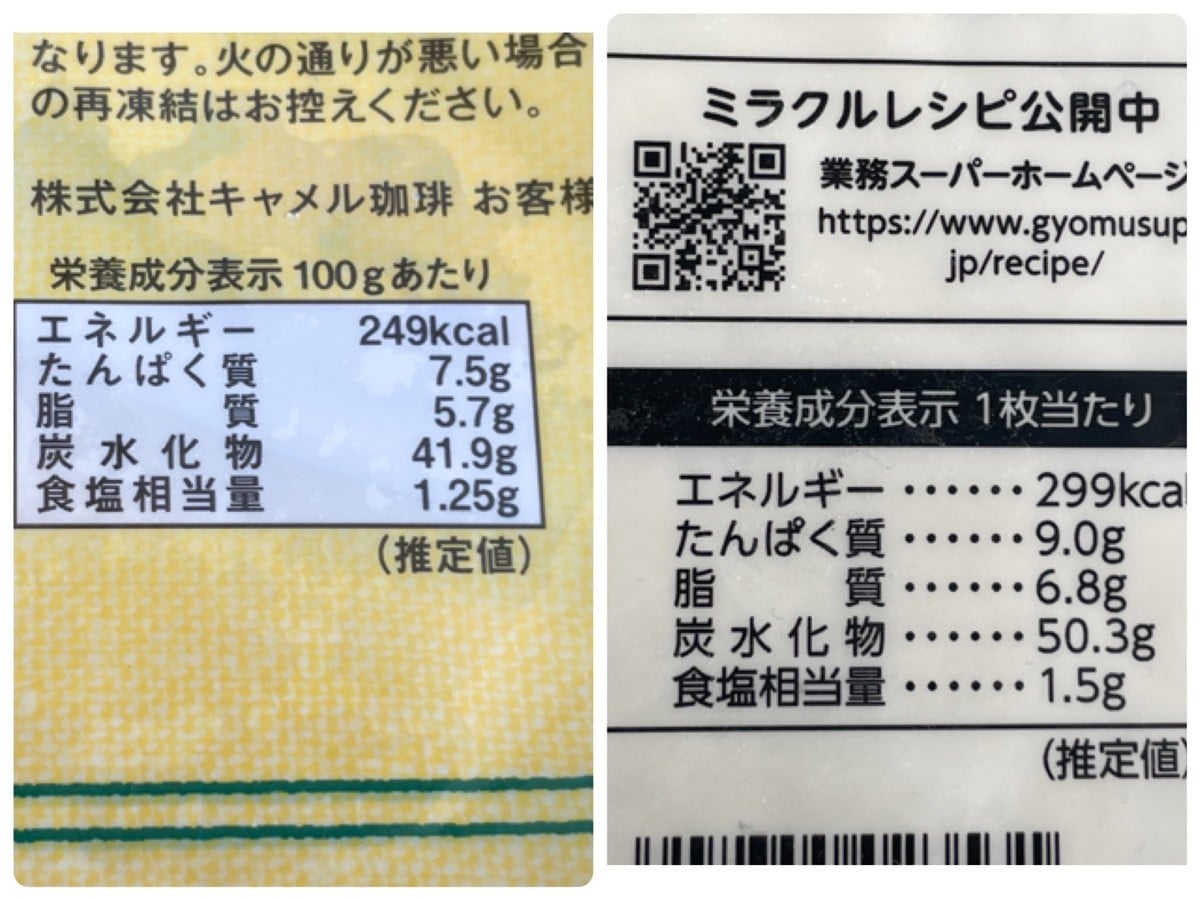 なります。火の通りが悪い場合
の再凍結はお控えください。
株式会社キャメル珈琲 お客様
栄養成分表示 100gあたり
エネルギー 249kcal
たんぱく質 7.5g
脂質 5.7g
炭水化物 41.9g
食塩相当量 1.25g
(推定値)
ミラクルレシピ公開中
業務スーパーホームページ
https://www.gyomusup
jp/recipe/
栄養成分表示 1枚当たり
エネルギー ······ 299kcal
たんぱく質 ······ 9.0g
脂質 ······ 6.8g
炭水化物 ······ 50.3g
食塩相当量 ······ 1.5g
(推定値)